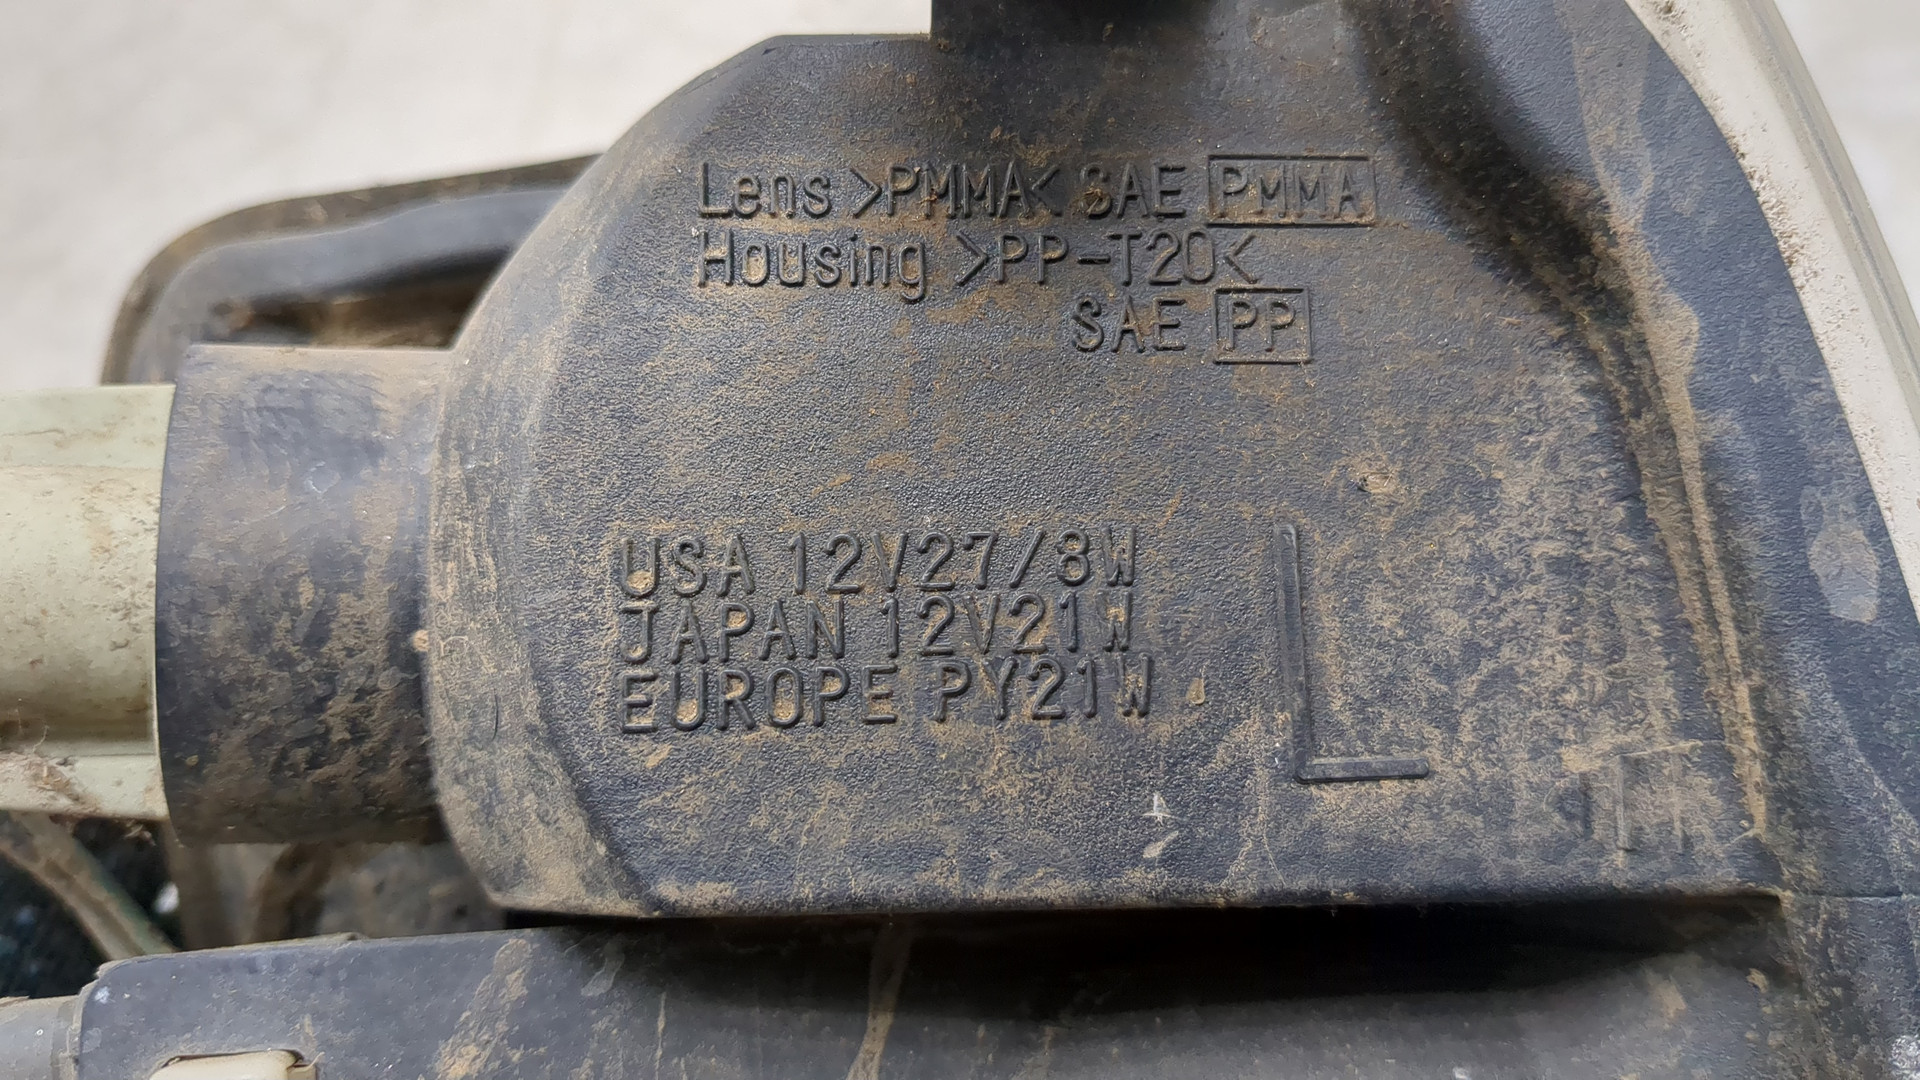 Lens >PMMA< SAE PMMA
Housing >PP-T20<
SAE PP
USA 12V27/8W
JAPAN 12V21W
EUROPE PY21W
L